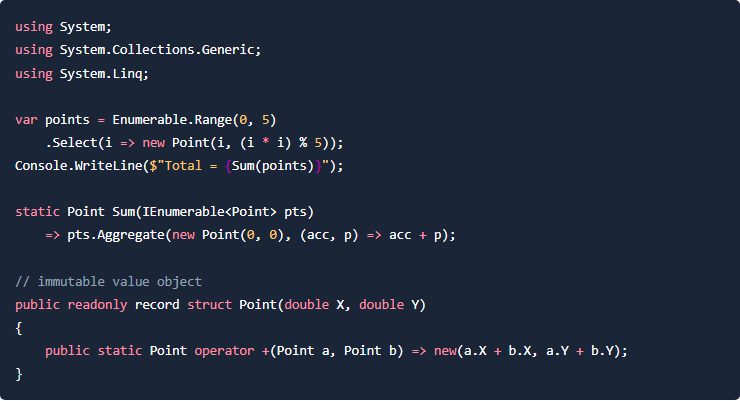 using System;
using System.Collections.Generic;
using System.Linq;

var points = Enumerable.Range(0, 5)
    .Select(i => new Point(i, (i * i) % 5));
Console.WriteLine($"Total = {Sum(points)}");

static Point Sum(IEnumerable<Point> pts)
    => pts.Aggregate(new Point(0, 0), (acc, p) => acc + p);

// immutable value object
public readonly record struct Point(double X, double Y)
{
    public static Point operator +(Point a, Point b) => new(a.X + b.X, a.Y + b.Y);
}